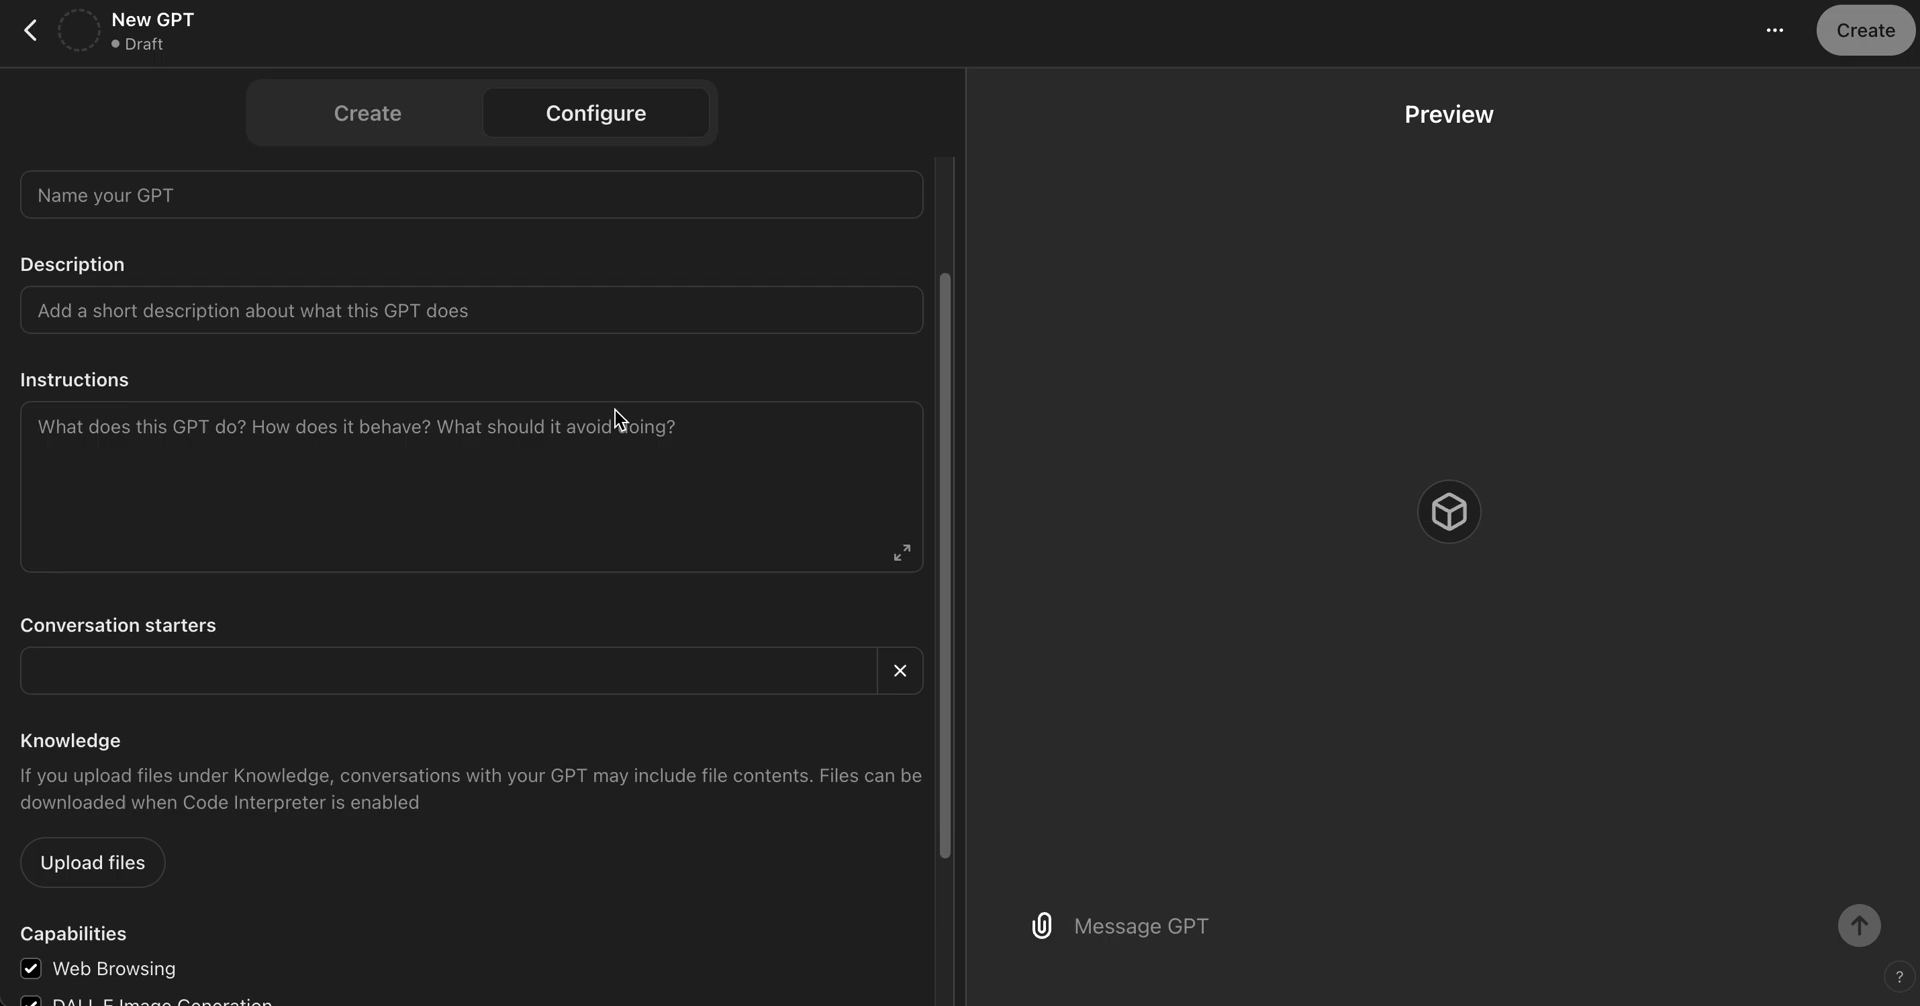 New GPT
Draft
Create
Create
Configure
Preview
Name your GPT
Description
Add a short description about what this GPT does
Instructions
What does this GPT do? How does it behave? What should it avoid doing?
Conversation starters
Knowledge
If you upload files under Knowledge, conversations with your GPT may include file contents. Files can be
downloaded when Code Interpreter is enabled
Upload files
Message GPT
Capabilities
Web Browsing
DALL·E Image Generation
?